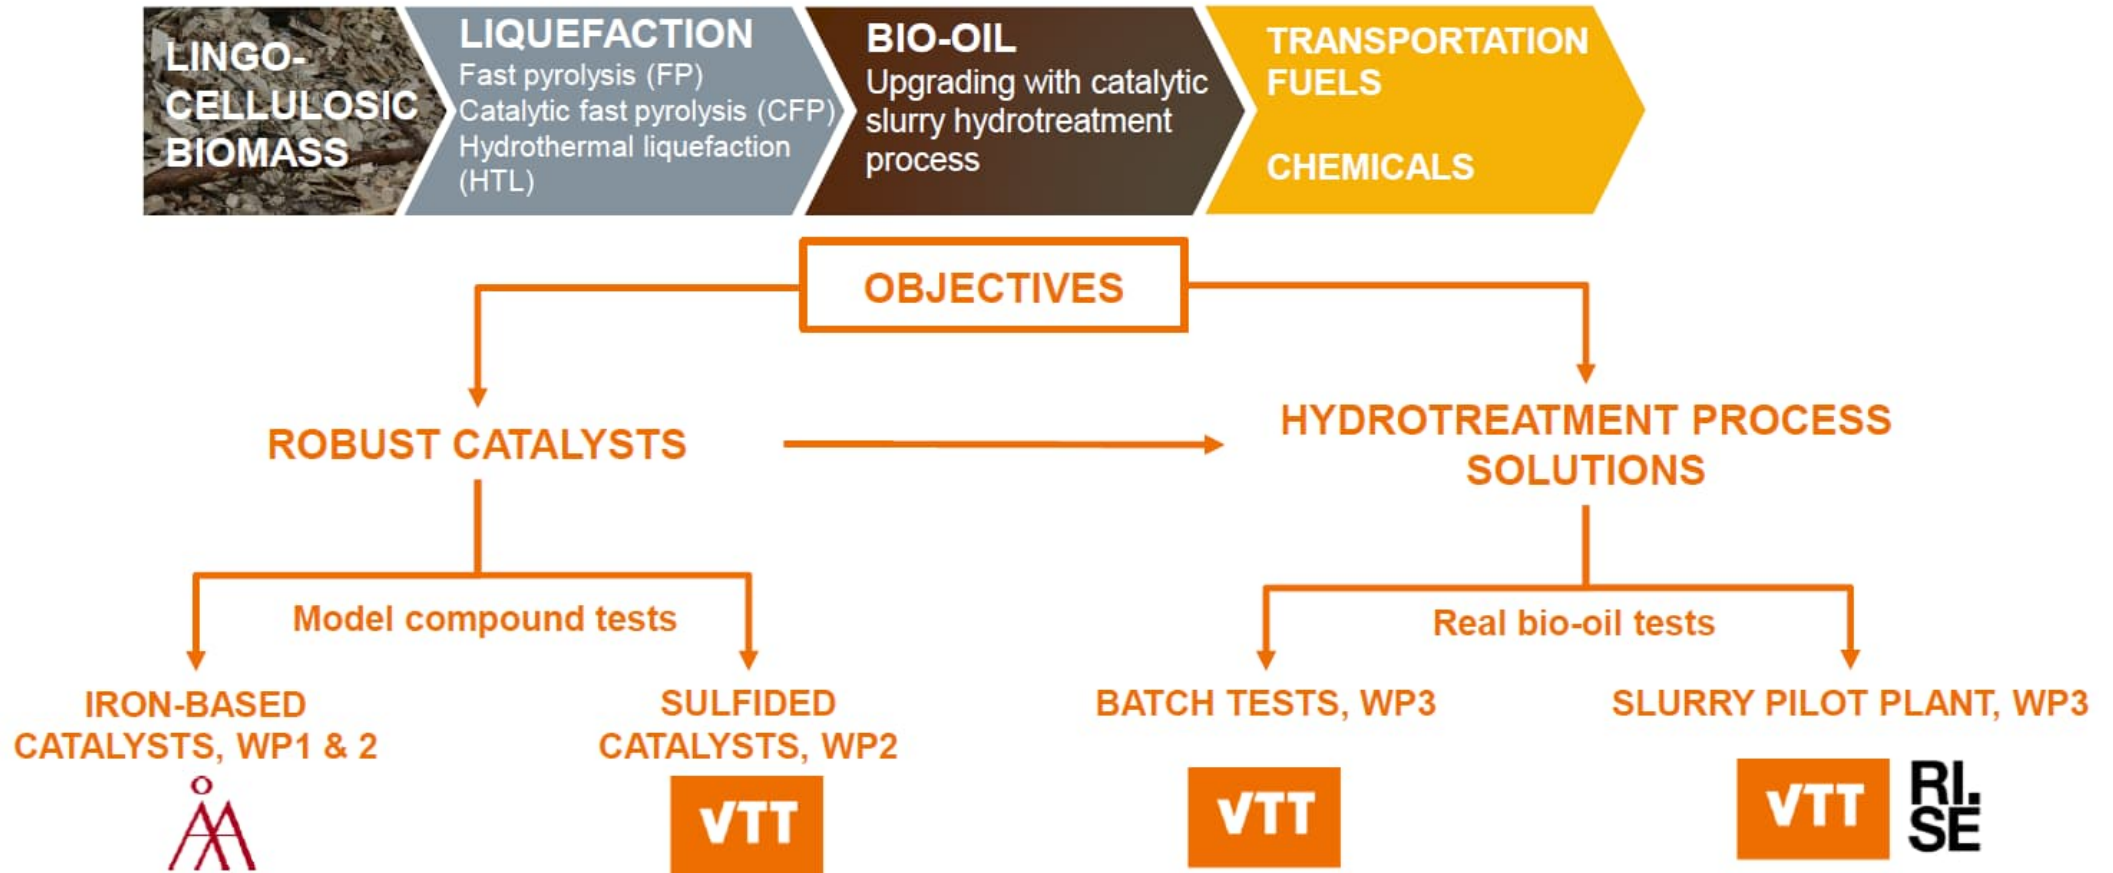 LINGO-
CELLULOSIC
BIOMASS
LIQUEFACTION
Fast pyrolysis (FP)
Catalytic fast pyrolysis (CFP)
Hydrothermal liquefaction
(HTL)
BIO-OIL
Upgrading with catalytic
slurry hydrotreatment
process
TRANSPORTATION
FUELS
CHEMICALS
OBJECTIVES
ROBUST CATALYSTS
HYDROTREATMENT PROCESS
SOLUTIONS
Model compound tests
Real bio-oil tests
IRON-BASED
CATALYSTS, WP1 & 2
SULFIDED
CATALYSTS, WP2
BATCH TESTS, WP3
SLURRY PILOT PLANT, WP3
VTT
VTT
VTT
RI.
SE